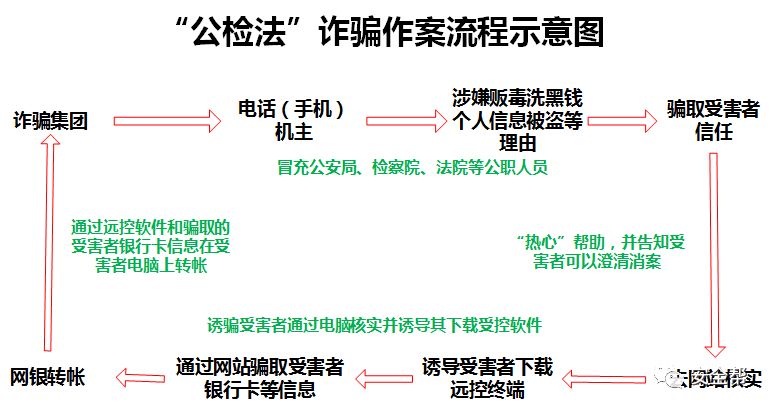 “公检法”诈骗作案流程示意图
诈骗集团
电话（手机）
机主
涉嫌贩毒洗黑钱
个人信息被盗等
理由
骗取受害者
信任
冒充公安局、检察院、法院等公职人员
通过远控软件和骗取的
受害者银行卡信息在受
害者电脑上转帐
“热心”帮助，并告知受
害者可以澄清消案
诱骗受害者通过电脑核实并诱导其下载受控软件
网银转帐
通过网站骗取受害者
银行卡等信息
诱导受害者下载
远控终端
核实
安全帮